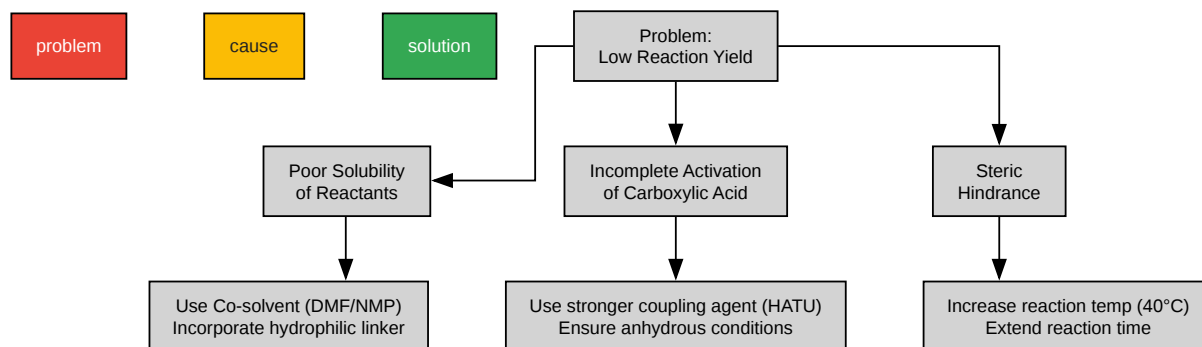 problem
cause
solution
Problem:
Low Reaction Yield
Poor Solubility
of Reactants
Incomplete Activation
of Carboxylic Acid
Steric
Hindrance
Use Co-solvent (DMF/NMP)
Incorporate hydrophilic linker
Use stronger coupling agent (HATU)
Ensure anhydrous conditions
Increase reaction temp (40°C)
Extend reaction time